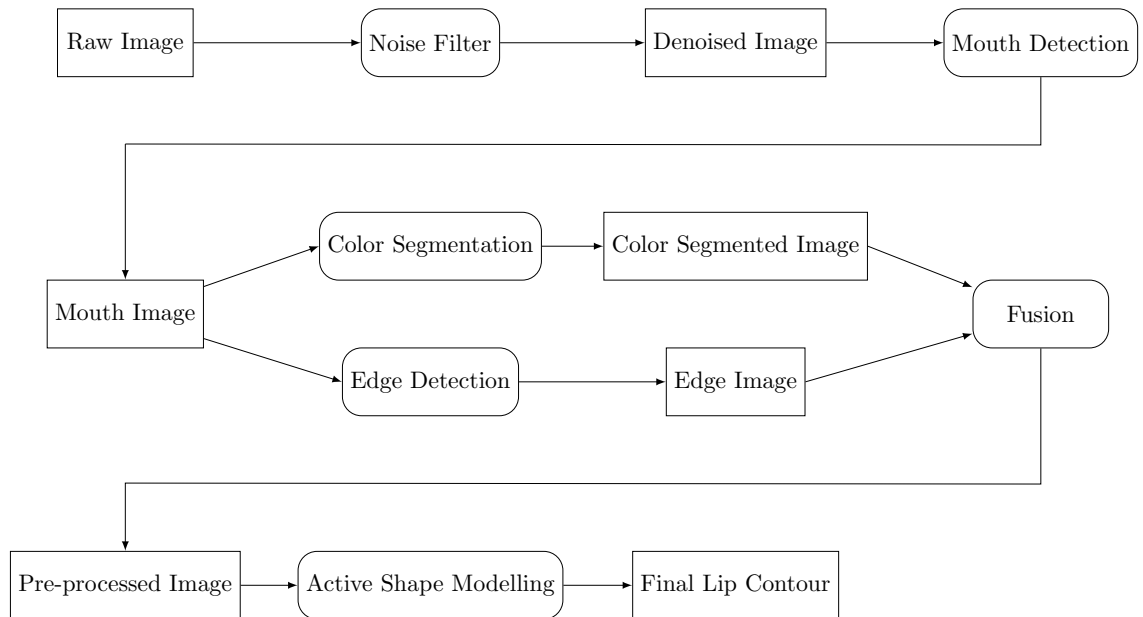 Raw Image
Noise Filter
Denoised Image
Mouth Detection
Color Segmentation
Color Segmented Image
Mouth Image
Fusion
Edge Detection
Edge Image
Pre-processed Image
Active Shape Modelling
Final Lip Contour